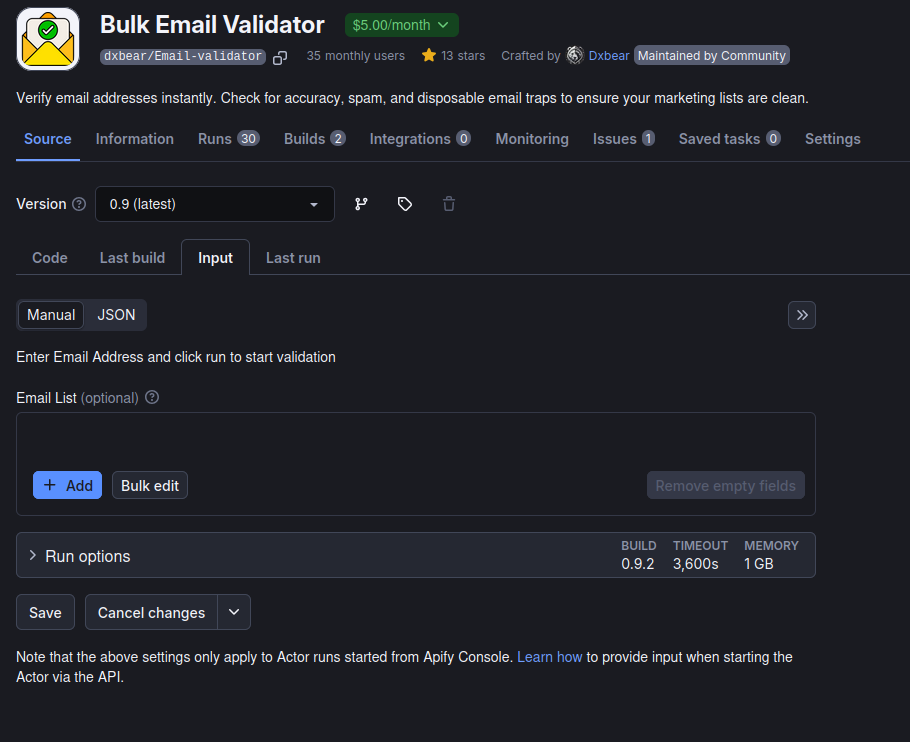 Bulk Email Validator $5.00/month
dxbear/Email-validator 35 monthly users 13 stars Crafted by Dxbear Maintained by Community
Verify email addresses instantly. Check for accuracy, spam, and disposable email traps to ensure your marketing lists are clean.
Source Information Runs 30 Builds 2 Integrations 0 Monitoring Issues 1 Saved tasks 0 Settings
Version 0.9 (latest)
Code Last build Input Last run
Manual JSON
Enter Email Address and click run to start validation
Email List (optional)
+ Add Bulk edit Remove empty fields
BUILD TIMEOUT MEMORY
Run options
0.9.2 3,600s 1 GB
Save Cancel changes
Note that the above settings only apply to Actor runs started from Apify Console. Learn how to provide input when starting the
Actor via the API.